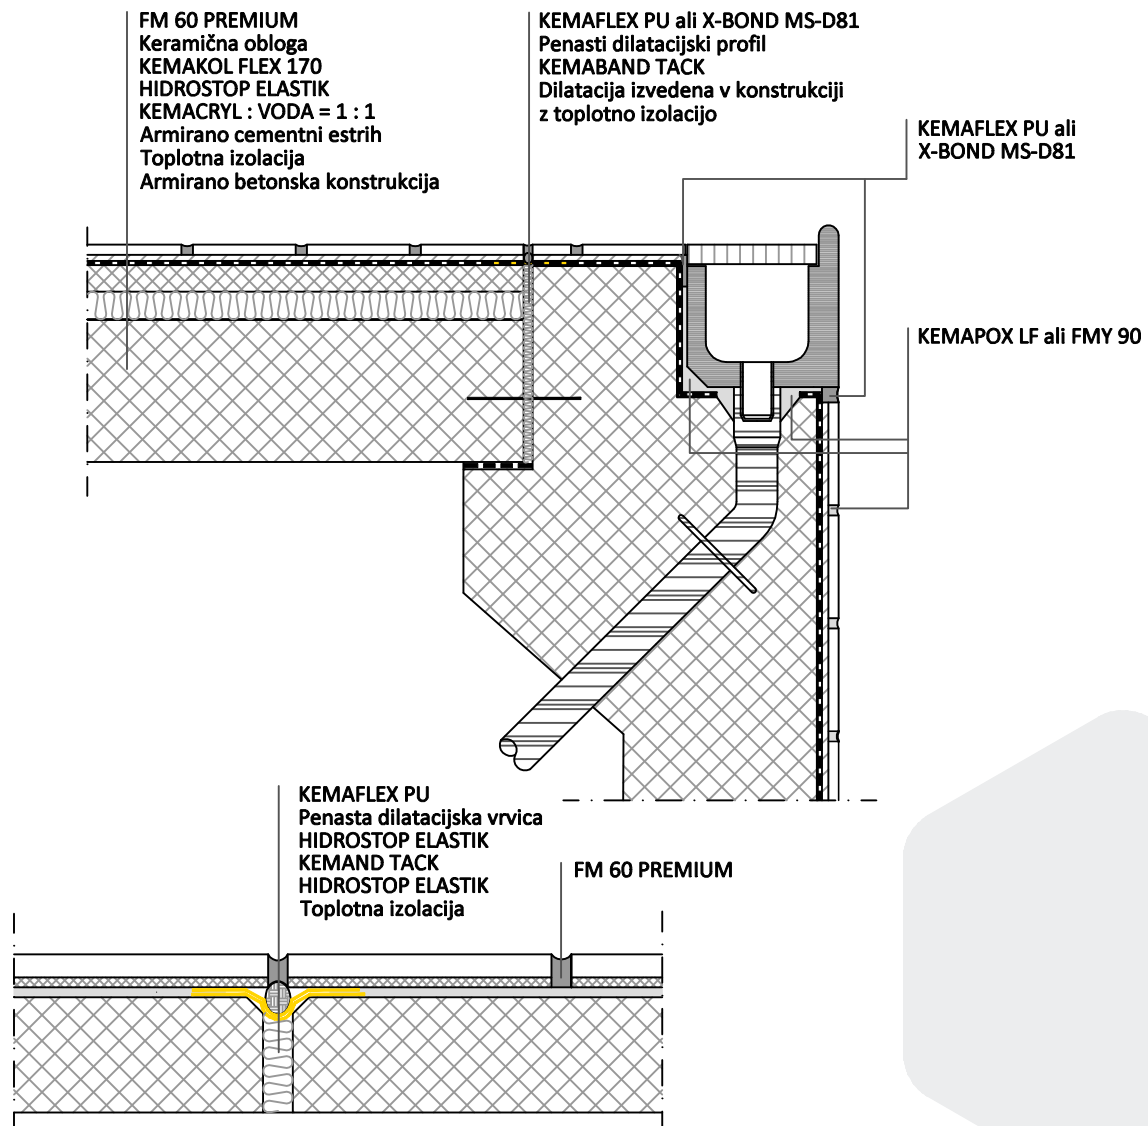 FM 60 PREMIUM
Keramična obloga
KEMAKOL FLEX 170
HIDROSTOP ELASTIK
KEMACRYL : VODA = 1 : 1
Armirano cementni estrih
Toplotna izolacija
Armirano betonska konstrukcija
KEMAFLEX PU ali X-BOND MS-D81
Penasti dilatacijski profil
KEMABAND TACK
Dilatacija izvedena v konstrukciji
z toplotno izolacijo
KEMAFLEX PU ali
X-BOND MS-D81
KEMAPOX LF ali FMY 90
KEMAFLEX PU
Penasta dilatacijska vrvica
HIDROSTOP ELASTIK
KEMAND TACK
HIDROSTOP ELASTIK
Toplotna izolacija
FM 60 PREMIUM